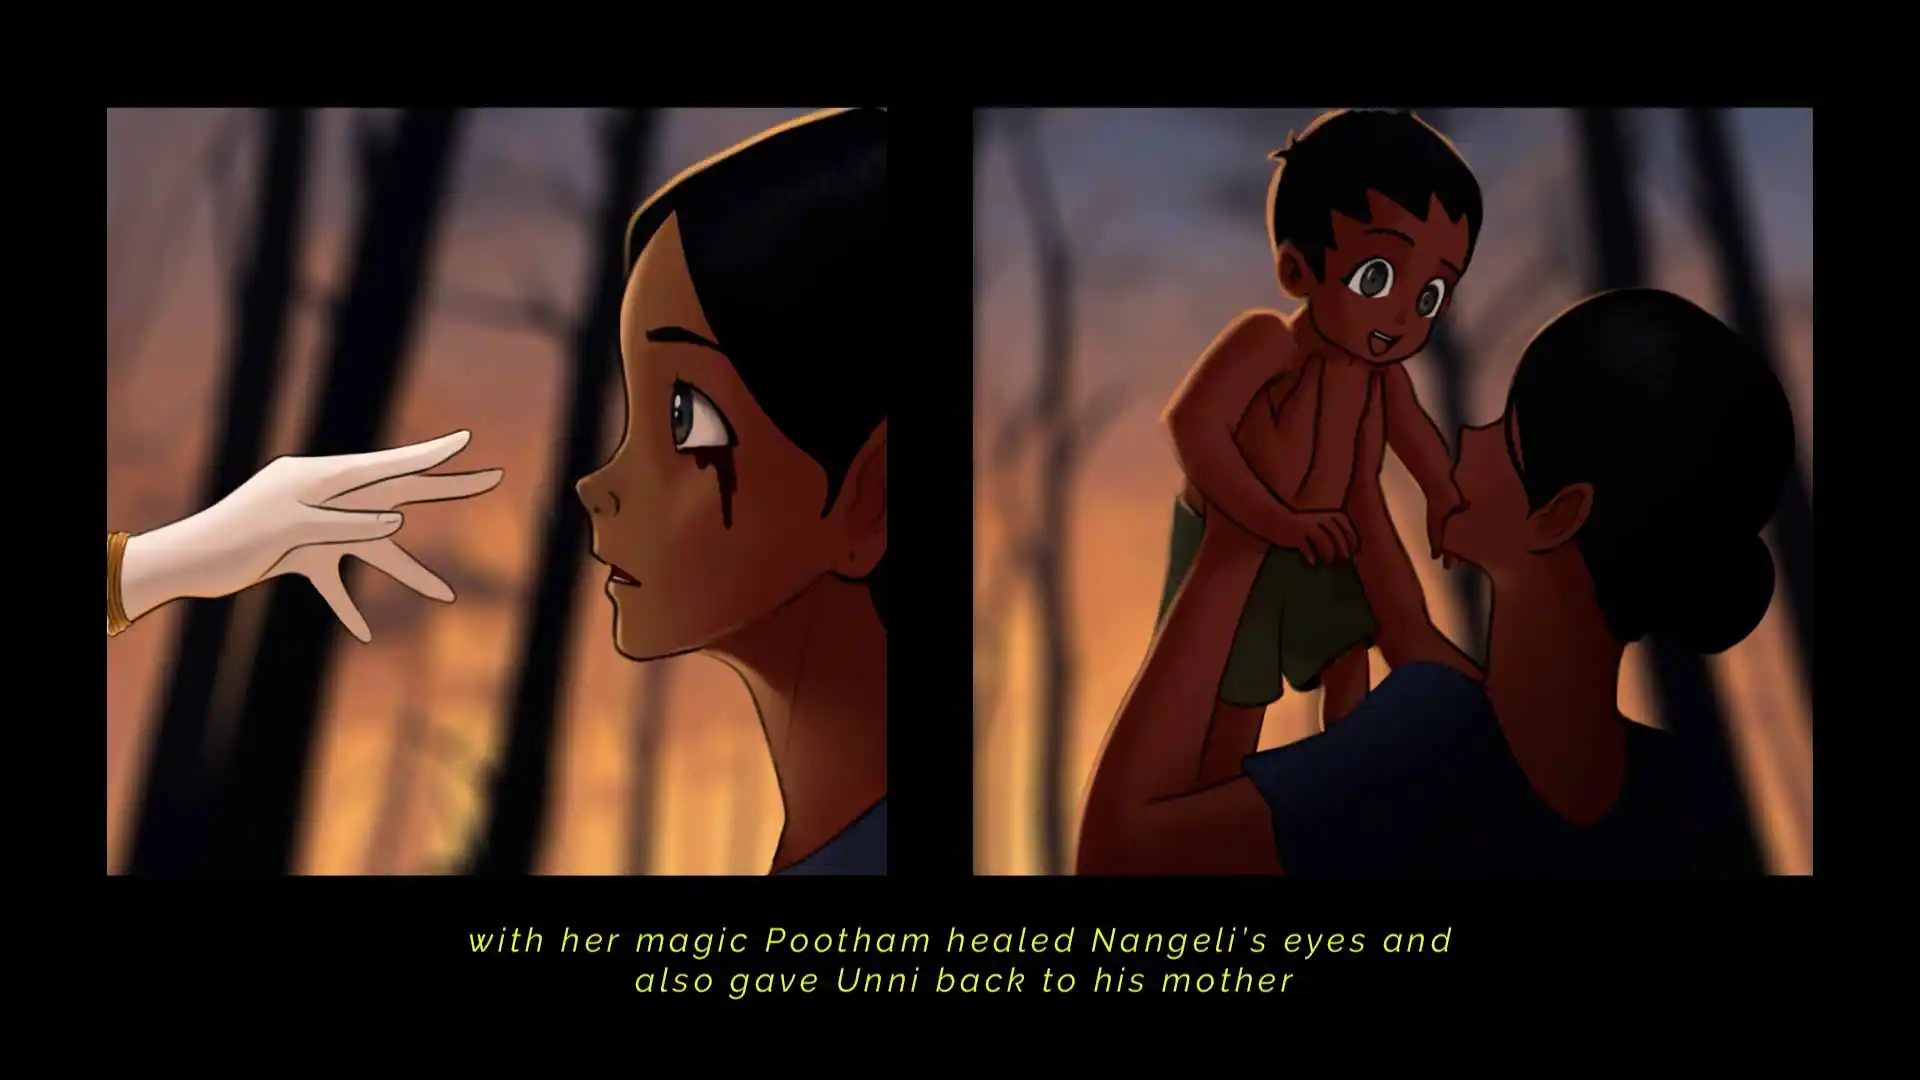 with her magic Pootham healed Nangeli's eyes and
also gave Unni back to his mother